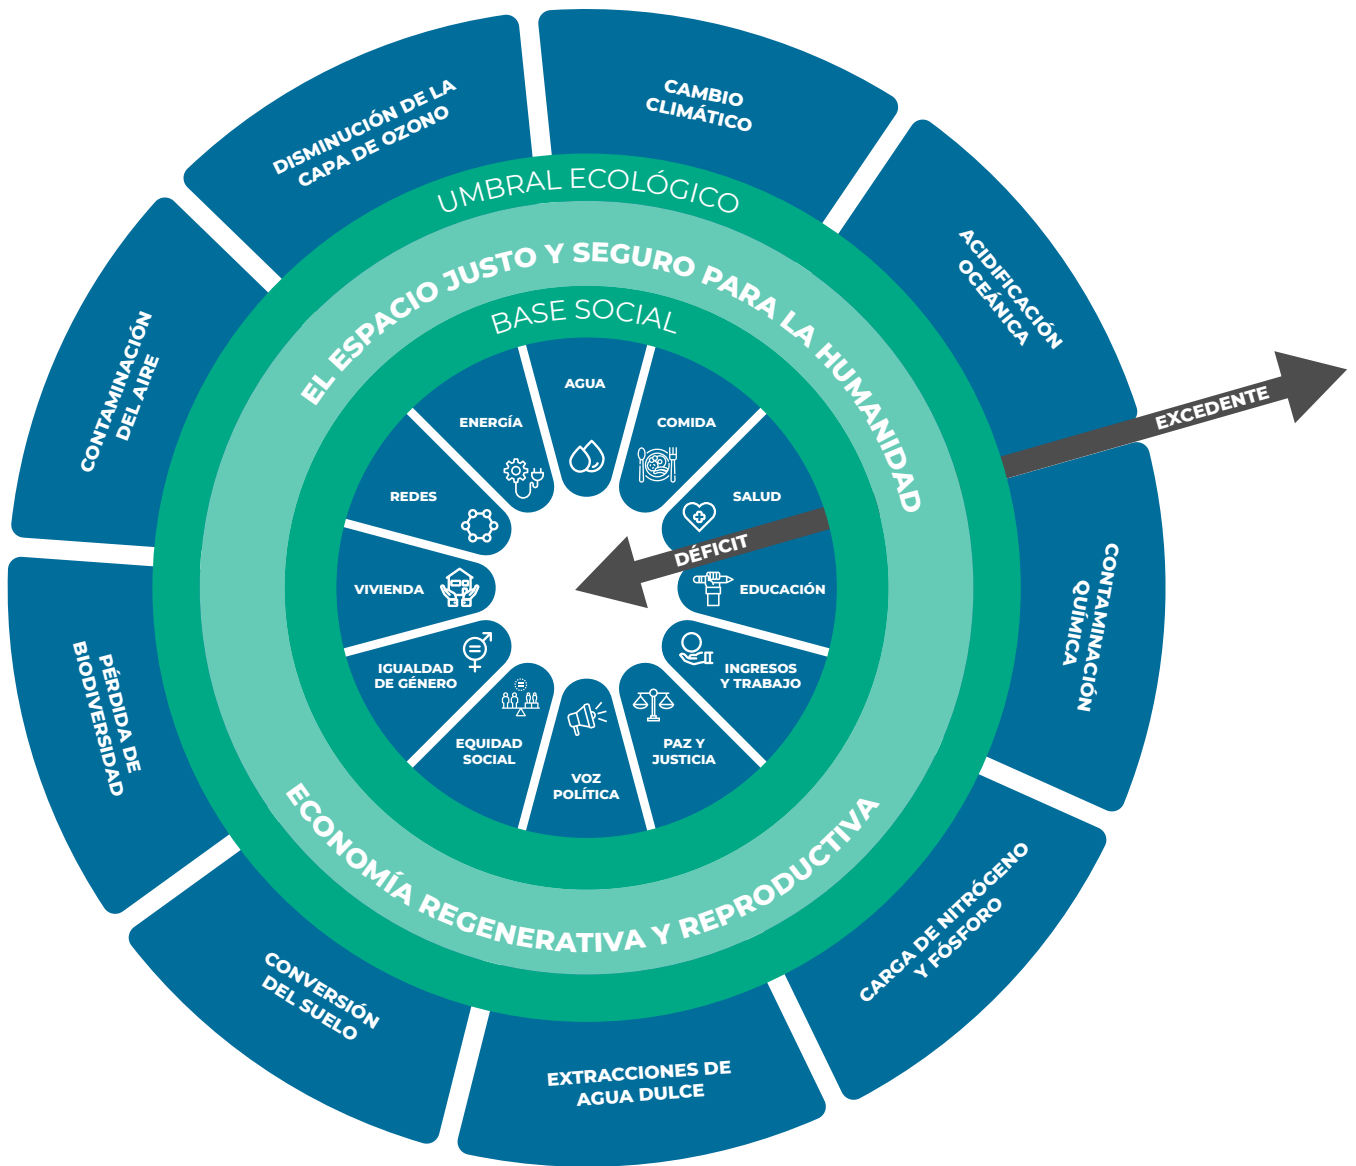 CAMBIO
CLIMÁTICO
ACIDIFICACIÓN
OCEÁNICA
EXCEDENTE
CONTAMINACIÓN
QUÍMICA
CARGA DE NITRÓGENO
Y FÓSFORO
EXTRACCIONES DE
AGUA DULCE
CONVERSIÓN
DEL SUELO
PÉRDIDA DE
BIODIVERSIDAD
CONTAMINACIÓN
DEL AIRE
DISMINUCIÓN DE LA
CAPA DE OZONO
UMBRAL ECOLÓGICO
EL ESPACIO JUSTO Y SEGURO PARA LA HUMANIDAD
BASE SOCIAL
AGUA
COMIDA
SALUD
DÉFICIT
EDUCACIÓN
INGRESOS
Y TRABAJO
PAZ Y
JUSTICIA
VOZ
POLÍTICA
EQUIDAD
SOCIAL
IGUALDAD
DE GÉNERO
VIVIENDA
REDES
ENERGÍA
ECONOMÍA REGENERATIVA Y REPRODUCTIVA